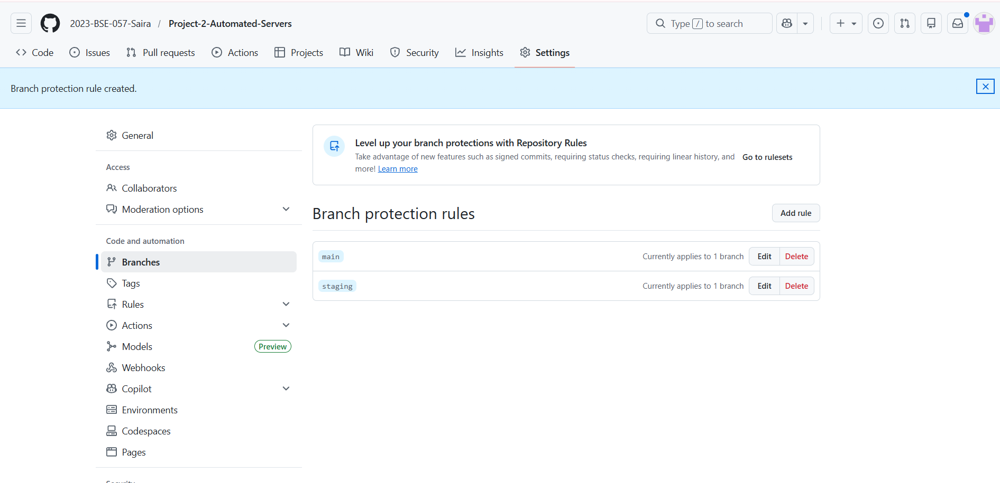 2023-BSE-057-Saira / Project-2-Automated-Servers
Type / to search
Code Issues Pull requests Actions Projects Wiki Security Insights Settings
Branch protection rule created.
General
Access
Collaborators
Moderation options
Code and automation
Branches
Tags
Rules
Actions
Models Preview
Webhooks
Copilot
Environments
Codespaces
Pages
Security
Level up your branch protections with Repository Rules
Take advantage of new features such as signed commits, requiring status checks, requiring linear history, and
more! Learn more
Go to rulesets
Branch protection rules
Add rule
main Currently applies to 1 branch Edit Delete
staging Currently applies to 1 branch Edit Delete